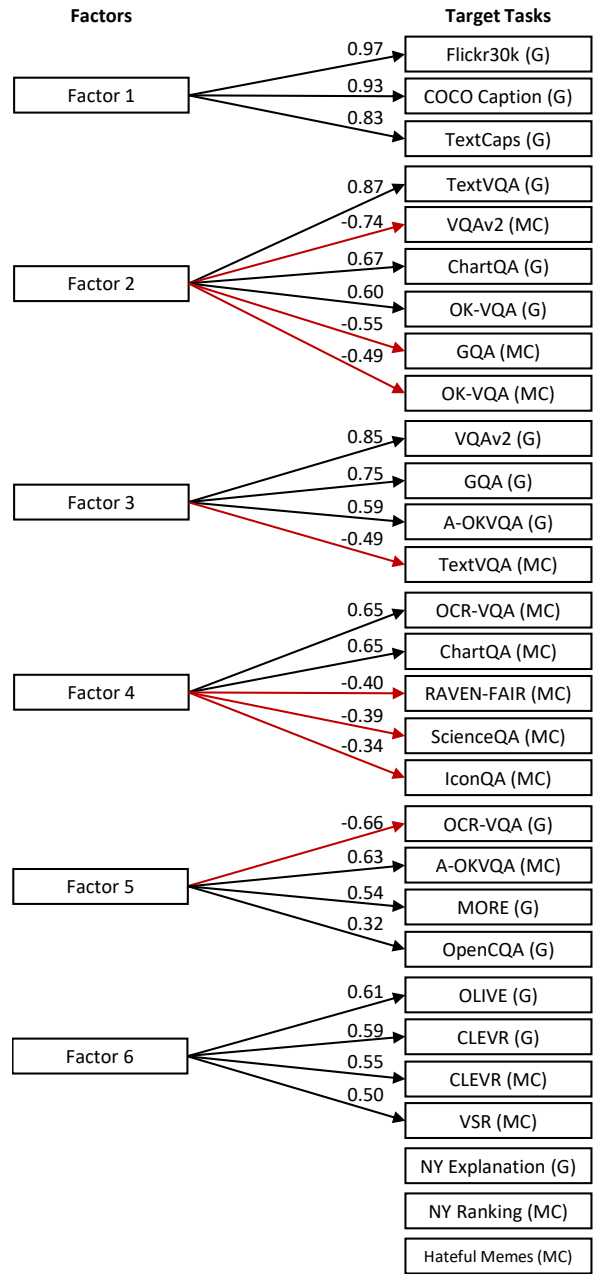 Factors Target Tasks
0.97 Flickr30k (G)
Factor 1 0.93 COCO Caption (G)
0.83 TextCaps (G)
0.87 TextVQA (G)
-0.74 VQAv2 (MC)
0.67 ChartQA (G)
Factor 2 0.60 OK-VQA (G)
-0.55 GQA (MC)
-0.49 OK-VQA (MC)
0.85 VQAv2 (G)
0.75 GQA (G)
Factor 3 0.59 A-OKVQA (G)
-0.49 TextVQA (MC)
0.65 OCR-VQA (MC)
0.65 ChartQA (MC)
Factor 4 -0.40 RAVEN-FAIR (MC)
-0.39 ScienceQA (MC)
-0.34 IconQA (MC)
-0.66 OCR-VQA (G)
0.63 A-OKVQA (MC)
Factor 5 0.54 MORE (G)
0.32 OpenCQA (G)
0.61 OLIVE (G)
0.59 CLEVR (G)
Factor 6 0.55 CLEVR (MC)
0.50 VSR (MC)
NY Explanation (G)
NY Ranking (MC)
Hateful Memes (MC)